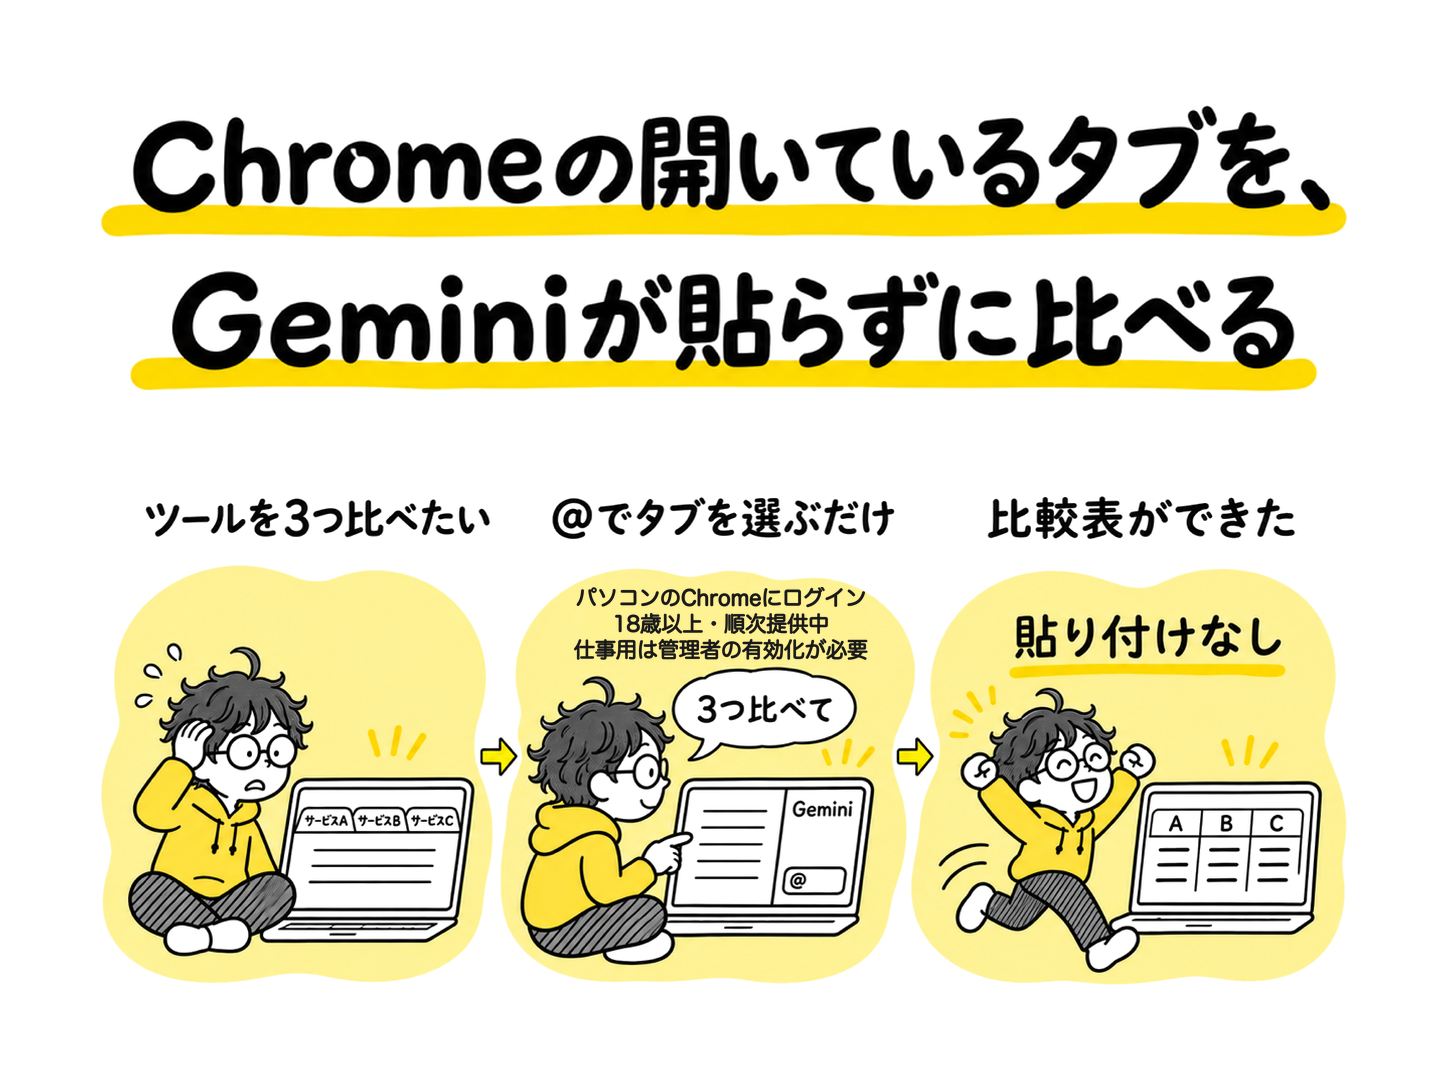 Chromeの開いているタブを、
Geminiが貼らずに比べる
ツールを3つ比べたい
サービスA サービスB サービスC
@でタブを選ぶだけ
パソコンのChromeにログイン
18歳以上・順次提供中
仕事用は管理者の有効化が必要
3つ比べて
Gemini
@
比較表ができた
貼り付けなし
A B C